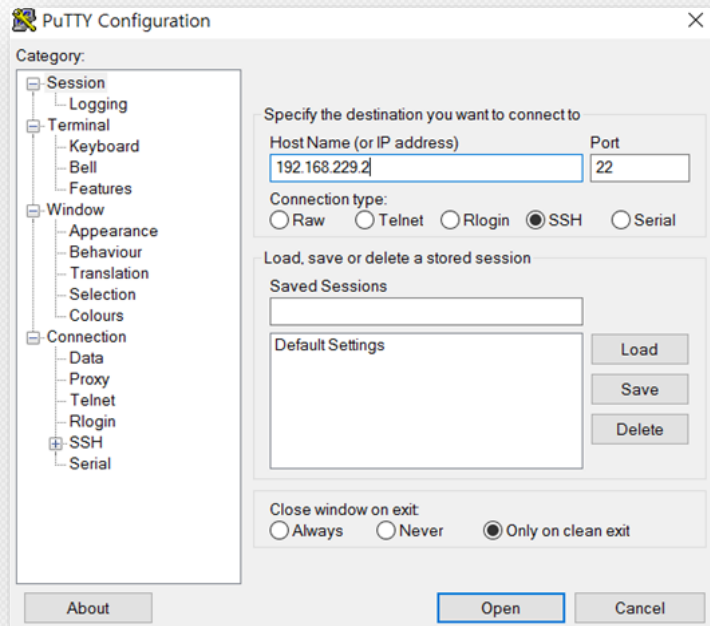 PuTTY Configuration
Category:
Session
Logging
Terminal
Keyboard
Bell
Features
Window
Appearance
Behaviour
Translation
Selection
Colours
Connection
Data
Proxy
Telnet
Rlogin
SSH
Serial
Specify the destination you want to connect to
Host Name (or IP address) Port
192.168.229.2 22
Connection type:
Raw Telnet Rlogin SSH Serial
Load, save or delete a stored session
Saved Sessions
Default Settings
Load
Save
Delete
Close window on exit:
Always Never Only on clean exit
About Open Cancel